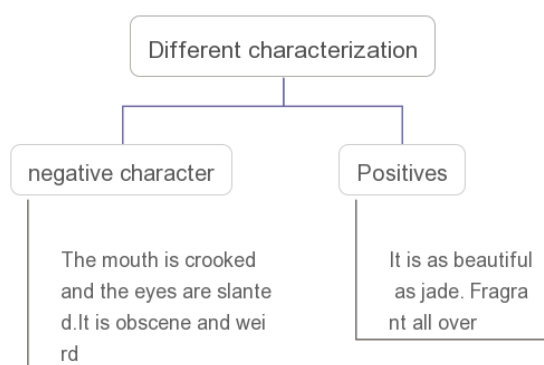 Different characterization
negative character
Positives
The mouth is crooked
and the eyes are slante
d.It is obscene and wei
rd
It is as beautiful
as jade. Fragra
nt all over